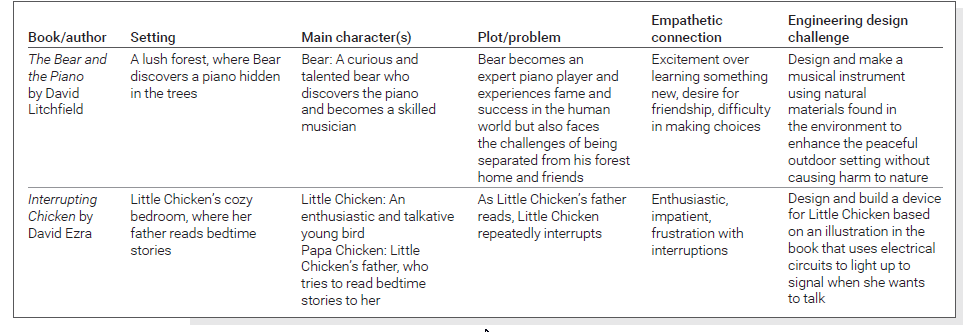 Book/author
Setting
Main character(s)
Plot/problem
Empathetic
connection
Engineering design
challenge
The Bear and
the Piano
by David
Litchfield
A lush forest, where Bear
discovers a piano hidden
in the trees
Bear: A curious and
talented bear who
discovers the piano
and becomes a skilled
musician
Bear becomes an
expert piano player and
experiences fame and
success in the human
world but also faces
the challenges of being
separated from his forest
home and friends
Excitement over
learning something
new, desire for
friendship, difficulty
in making choices
Design and make a
musical instrument
using natural
materials found in
the environment to
enhance the peaceful
outdoor setting without
causing harm to nature
Interrupting
Chicken by
David Ezra
Little Chicken's cozy
bedroom, where her
father reads bedtime
stories
Little Chicken: An
enthusiastic and talkative
young bird
Papa Chicken: Little
Chicken's father, who
tries to read bedtime
stories to her
As Little Chicken's father
reads, Little Chicken
repeatedly interrupts
Enthusiastic,
impatient,
frustration with
interruptions
Design and build a device
for Little Chicken based
on an illustration in the
book that uses electrical
circuits to light up to
signal when she wants
to talk